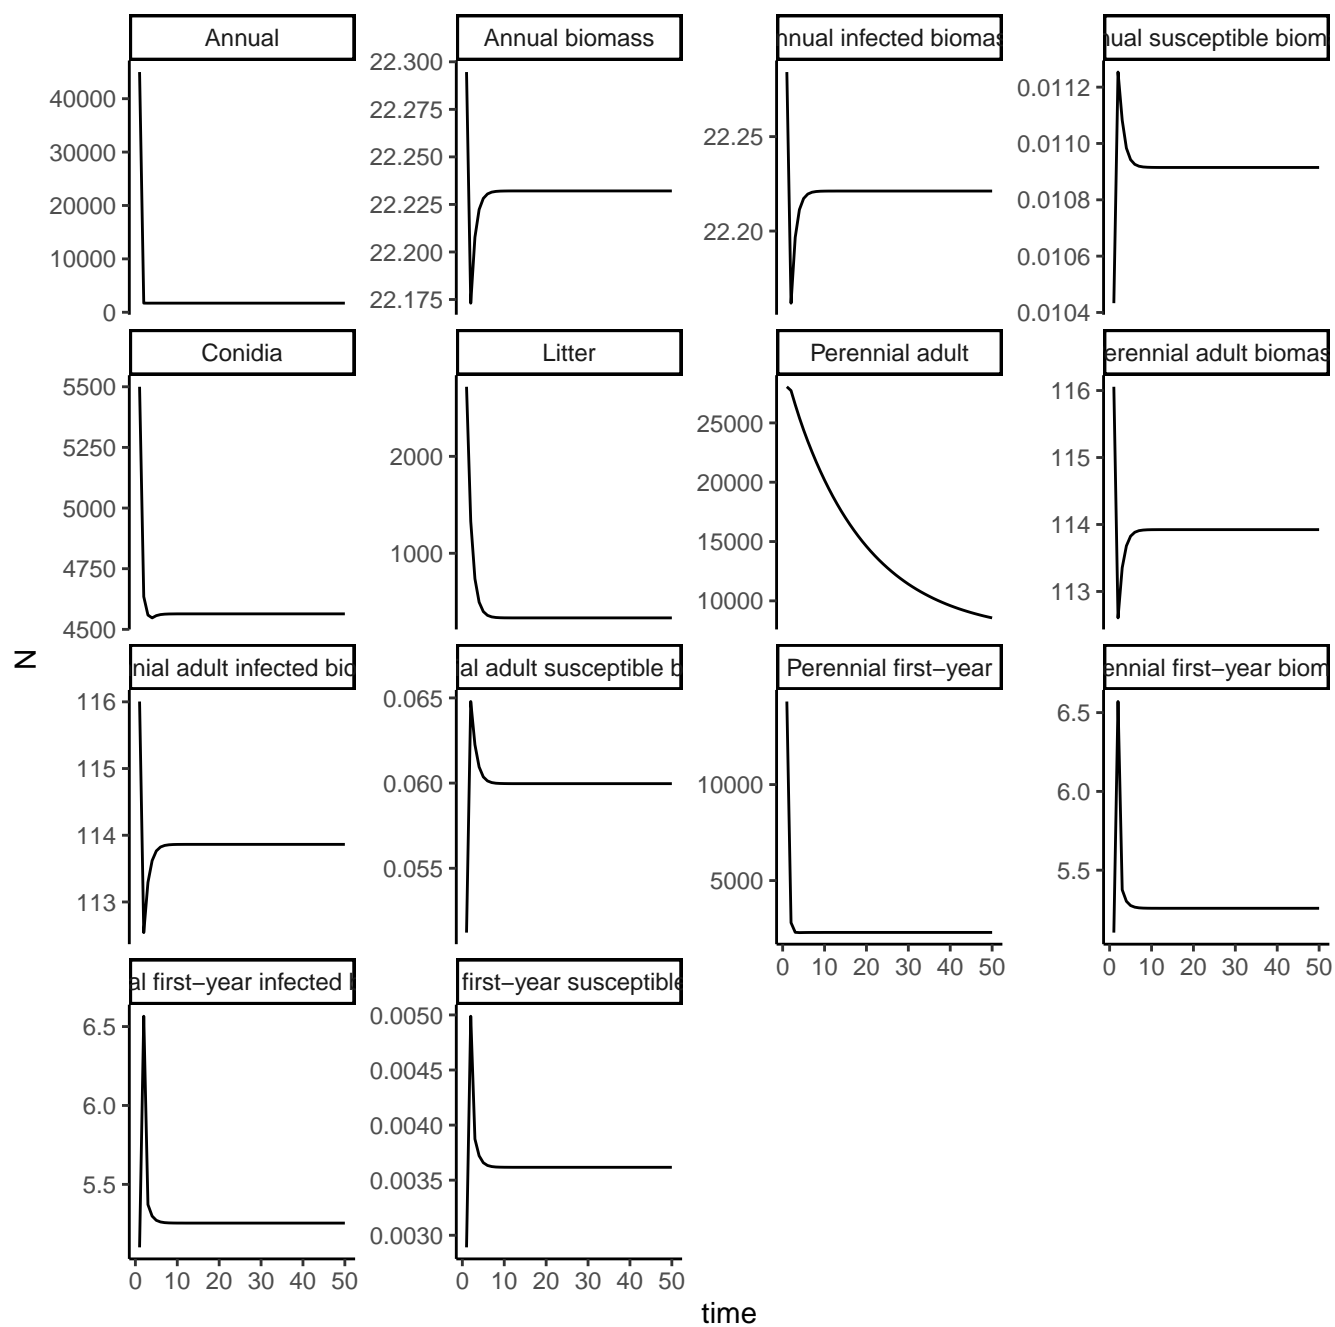 Annual
Annual biomass
nnual infected biomas
nual susceptible biom
40000
30000
20000
10000
0
22.300
22.275
22.250
22.225
22.200
22.175
22.25
22.20
0.0112
0.0110
0.0108
0.0106
0.0104
Conidia
Litter
Perennial adult
erennial adult biomas
5500
5250
5000
4750
4500
2000
1000
25000
20000
15000
10000
116
115
114
113
N
nial adult infected bio
al adult susceptible b
Perennial first−year
ennial first−year biom
116
115
114
113
0.065
0.060
0.055
10000
5000
0 10 20 30 40 50
6.5
6.0
5.5
0 10 20 30 40 50
al first−year infected b
first−year susceptible
6.5
6.0
5.5
0 10 20 30 40 50
0.0050
0.0045
0.0040
0.0035
0.0030
0 10 20 30 40 50
time